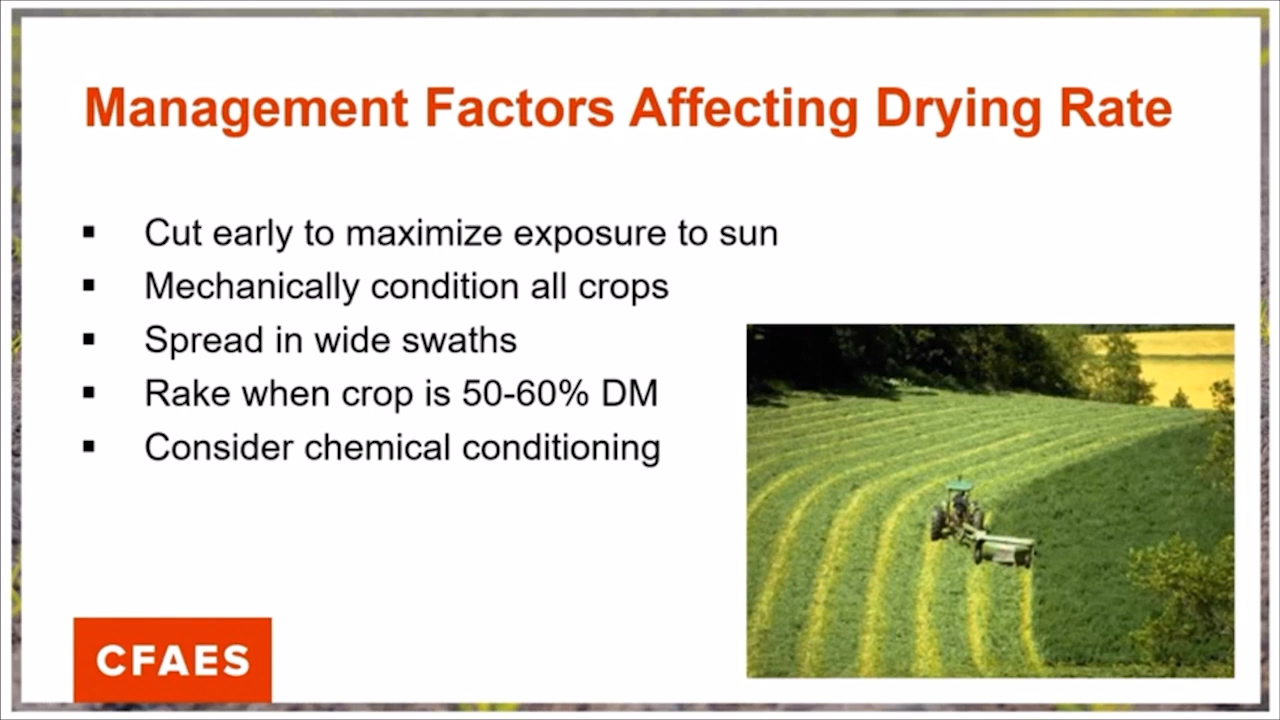 Management Factors Affecting Drying Rate
▪ Cut early to maximize exposure to sun
▪ Mechanically condition all crops
▪ Spread in wide swaths
▪ Rake when crop is 50-60% DM
▪ Consider chemical conditioning
CFAES